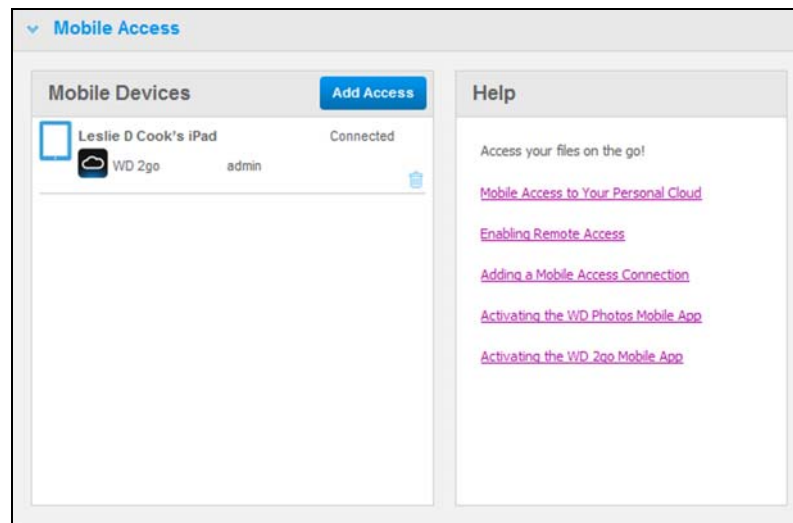 Mobile Access
Mobile Devices
Add Access
Leslie D Cook's iPad
Connected
WD 2go
admin
Help
Access your files on the go!
Mobile Access to Your Personal Cloud
Enabling Remote Access
Adding a Mobile Access Connection
Activating the WD Photos Mobile App
Activating the WD 2go Mobile App